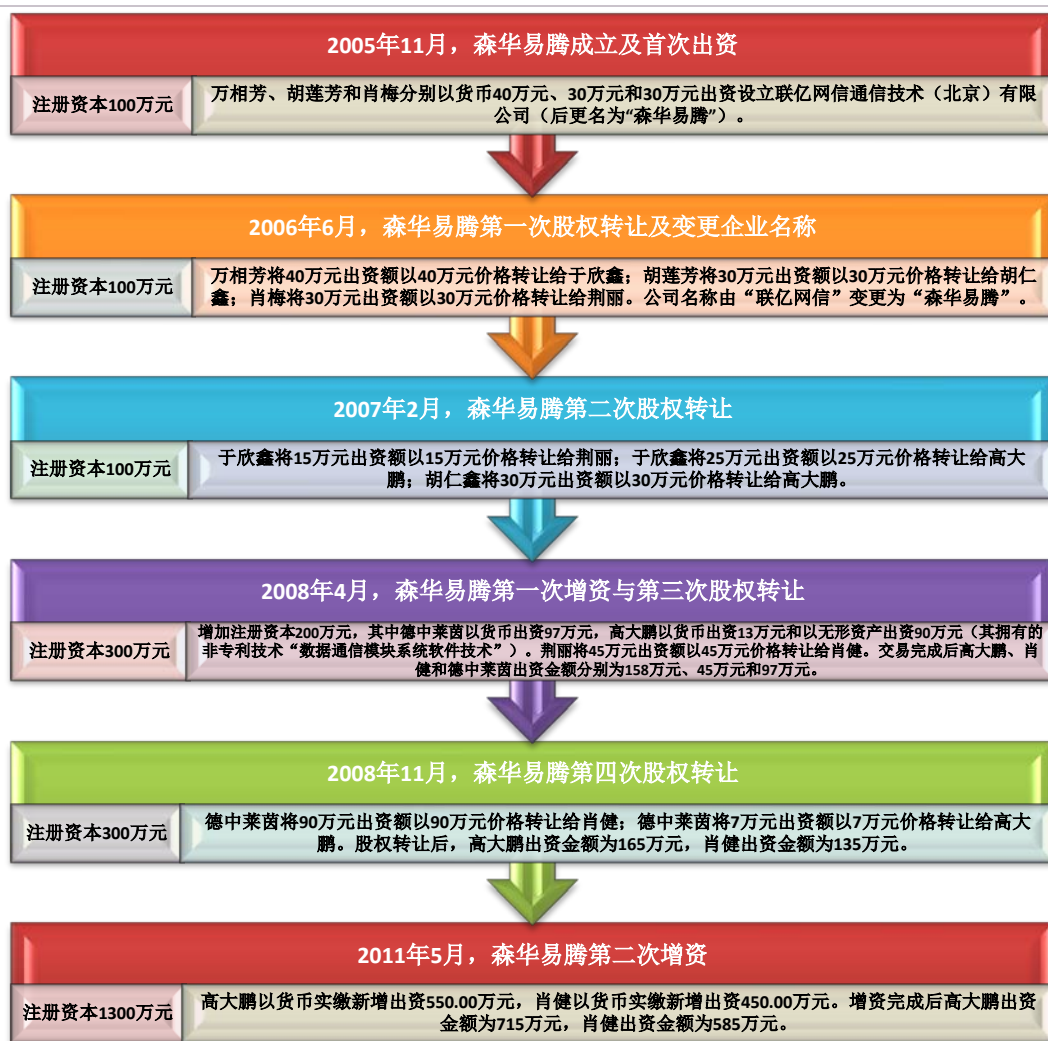 2005年11月，森华易腾成立及首次出资
注册资本100万元
万相芳、胡莲芳和肖梅分别以货币40万元、30万元和30万元出资设立联亿网信通信技术（北京）有限
公司（后更名为“森华易腾”）。
2006年6月，森华易腾第一次股权转让及变更企业名称
注册资本100万元
万相芳将40万元出资额以40万元价格转让给于欣鑫；胡莲芳将30万元出资额以30万元价格转让给胡仁
鑫；肖梅将30万元出资额以30万元价格转让给荆丽。公司名称由“联亿网信”变更为“森华易腾”。
2007年2月，森华易腾第二次股权转让
注册资本100万元
于欣鑫将15万元出资额以15万元价格转让给荆丽；于欣鑫将25万元出资额以25万元价格转让给高大
鹏；胡仁鑫将30万元出资额以30万元价格转让给高大鹏。
2008年4月，森华易腾第一次增资与第三次股权转让
注册资本300万元
增加注册资本200万元，其中德中莱茵以货币出资97万元，高大鹏以货币出资13万元和以无形资产出资90万元（其拥有的
非专利技术“数据通信模块系统软件技术”）。荆丽将45万元出资额以45万元价格转让给肖健。交易完成后高大鹏、肖
健和德中莱茵出资金额分别为158万元、45万元和97万元。
2008年11月，森华易腾第四次股权转让
注册资本300万元
德中莱茵将90万元出资额以90万元价格转让给肖健；德中莱茵将7万元出资额以7万元价格转让给高大
鹏。股权转让后，高大鹏出资金额为165万元，肖健出资金额为135万元。
2011年5月，森华易腾第二次增资
注册资本1300万元
高大鹏以货币实缴新增出资550.00万元，肖健以货币实缴新增出资450.00万元。增资完成后高大鹏出资
金额为715万元，肖健出资金额为585万元。